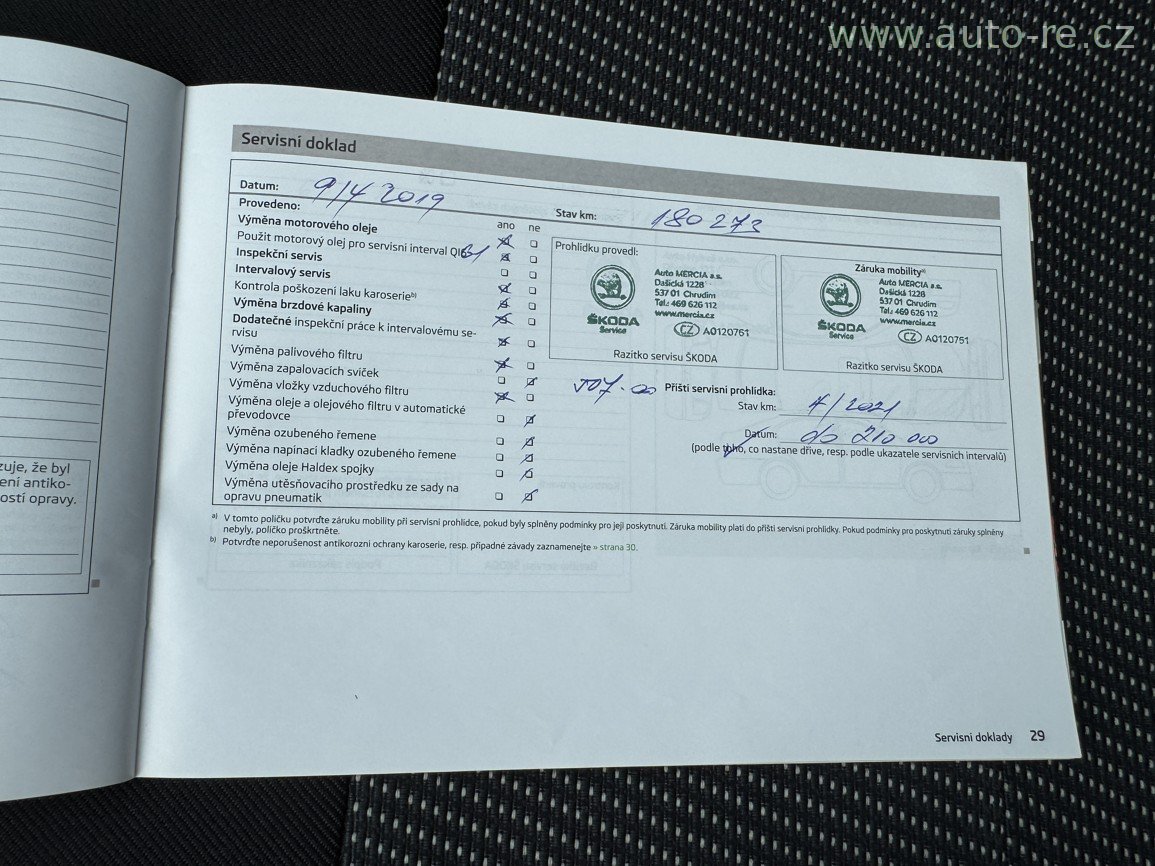 www.auto-re.cz
Servisní doklad
Datum: 9/4 2019
Stav km: 180 273
Provedeno:
ano ne
Výměna motorového oleje
Použit motorový olej pro servisní interval QI6
Inspekční servis
Intervalový servis
Kontrola poškození laku karoserie b)
Výměna brzdové kapaliny
Dodatečné inspekční práce k intervalovému se-
rvisu
Výměna palivového filtru
Výměna zapalovacích svíček
Výměna vložky vzduchového filtru
Výměna oleje a olejového filtru v automatické
převodovce
Výměna ozubeného řemene
Výměna napínací kladky ozubeného řemene
Výměna oleje Haldex spojky
Výměna utěsňovacího prostředku ze sady na
opravu pneumatik
Prohlídku provedl:
Auto MERCIA a.s.
Dašická 1228
537 01 Chrudim
Tel.: 469 626 112
www.mercia.cz
ŠKODA
Service
CZ A0120751
Razítko servisu ŠKODA
Záruka mobility a)
Auto MERCIA a.s.
Dašická 1228
537 01 Chrudim
Tel.: 469 626 112
www.mercia.cz
ŠKODA
Service
CZ A0120751
Razítko servisu ŠKODA
Příští servisní prohlídka:
Stav km: 4/2021
Datum: do 210 000
(podle toho, co nastane dříve, resp. podle ukazatele servisních intervalů)
a) V tomto políčku potvrďte záruku mobility při servisní prohlídce, pokud byly splněny podmínky pro její poskytnutí. Záruka mobility platí do příští servisní prohlídky. Pokud podmínky pro poskytnutí záruky splněny
nebyly, políčko proškrtněte.
b) Potvrďte neporušenost antikorozní ochrany karoserie, resp. případné závady zaznamenejte » strana 30.
Servisní doklady 29
zuje, že byl
ení antiko-
ostí opravy.